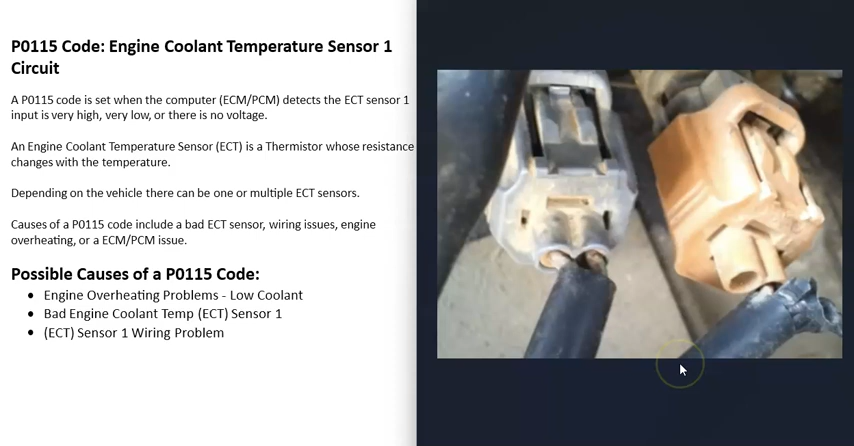 P0115 Code: Engine Coolant Temperature Sensor 1
Circuit
A P0115 code is set when the computer (ECM/PCM) detects the ECT sensor 1
input is very high, very low, or there is no voltage.
An Engine Coolant Temperature Sensor (ECT) is a Thermistor whose resistance
changes with the temperature.
Depending on the vehicle there can be one or multiple ECT sensors.
Causes of a P0115 code include a bad ECT sensor, wiring issues, engine
overheating, or a ECM/PCM issue.
Possible Causes of a P0115 Code:
• Engine Overheating Problems - Low Coolant
• Bad Engine Coolant Temp (ECT) Sensor 1
• (ECT) Sensor 1 Wiring Problem